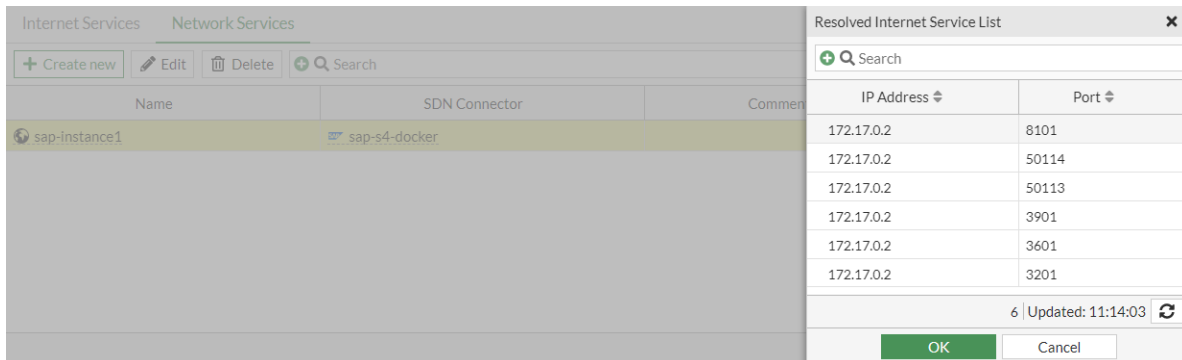 Internet Services Network Services
Create new Edit Delete Search
Name SDN Connector Commen
sap-instance1 SAP sap-s4-docker
Resolved Internet Service List
Search
IP Address Port
172.17.0.2 8101
172.17.0.2 50114
172.17.0.2 50113
172.17.0.2 3901
172.17.0.2 3601
172.17.0.2 3201
6 Updated: 11:14:03
OK Cancel